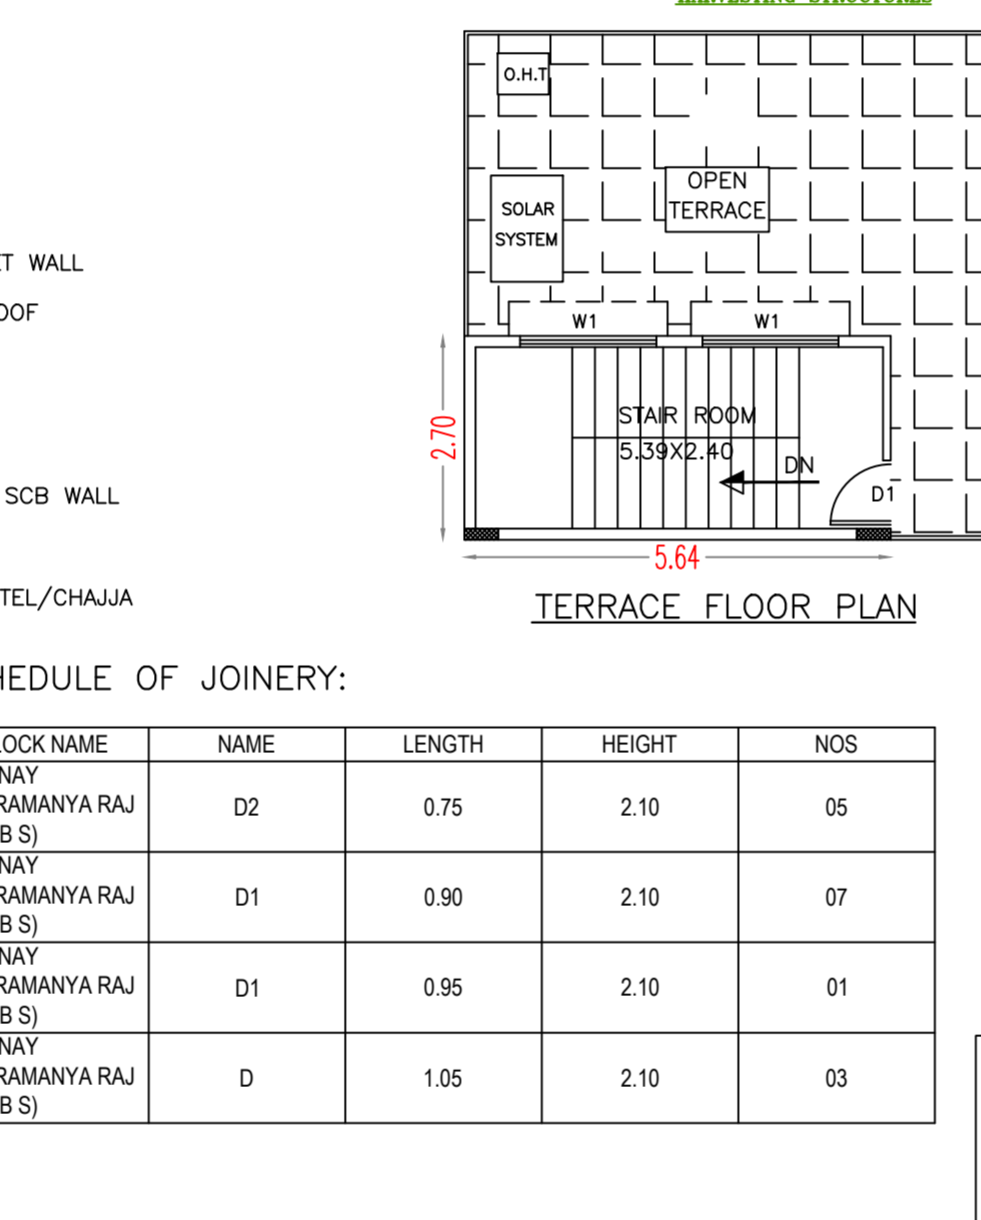 HARVESTING STRUCTURES
O.H.T
OPEN
TERRACE
SOLAR
SYSTEM
WALL
W1
W1
2.70
STAIR ROOM
5.39X2.40
DN
D1
SCB WALL
5.64
TEL/CHAJJA
TERRACE FLOOR PLAN
HEDULE OF JOINERY:
LOCK NAME NAME LENGTH HEIGHT NOS
NAY
RAMANYA RAJ
B S) D2 0.75 2.10 05
NAY
RAMANYA RAJ
B S) D1 0.90 2.10 07
NAY
RAMANYA RAJ
B S) D1 0.95 2.10 01
NAY
RAMANYA RAJ
B S) D 1.05 2.10 03